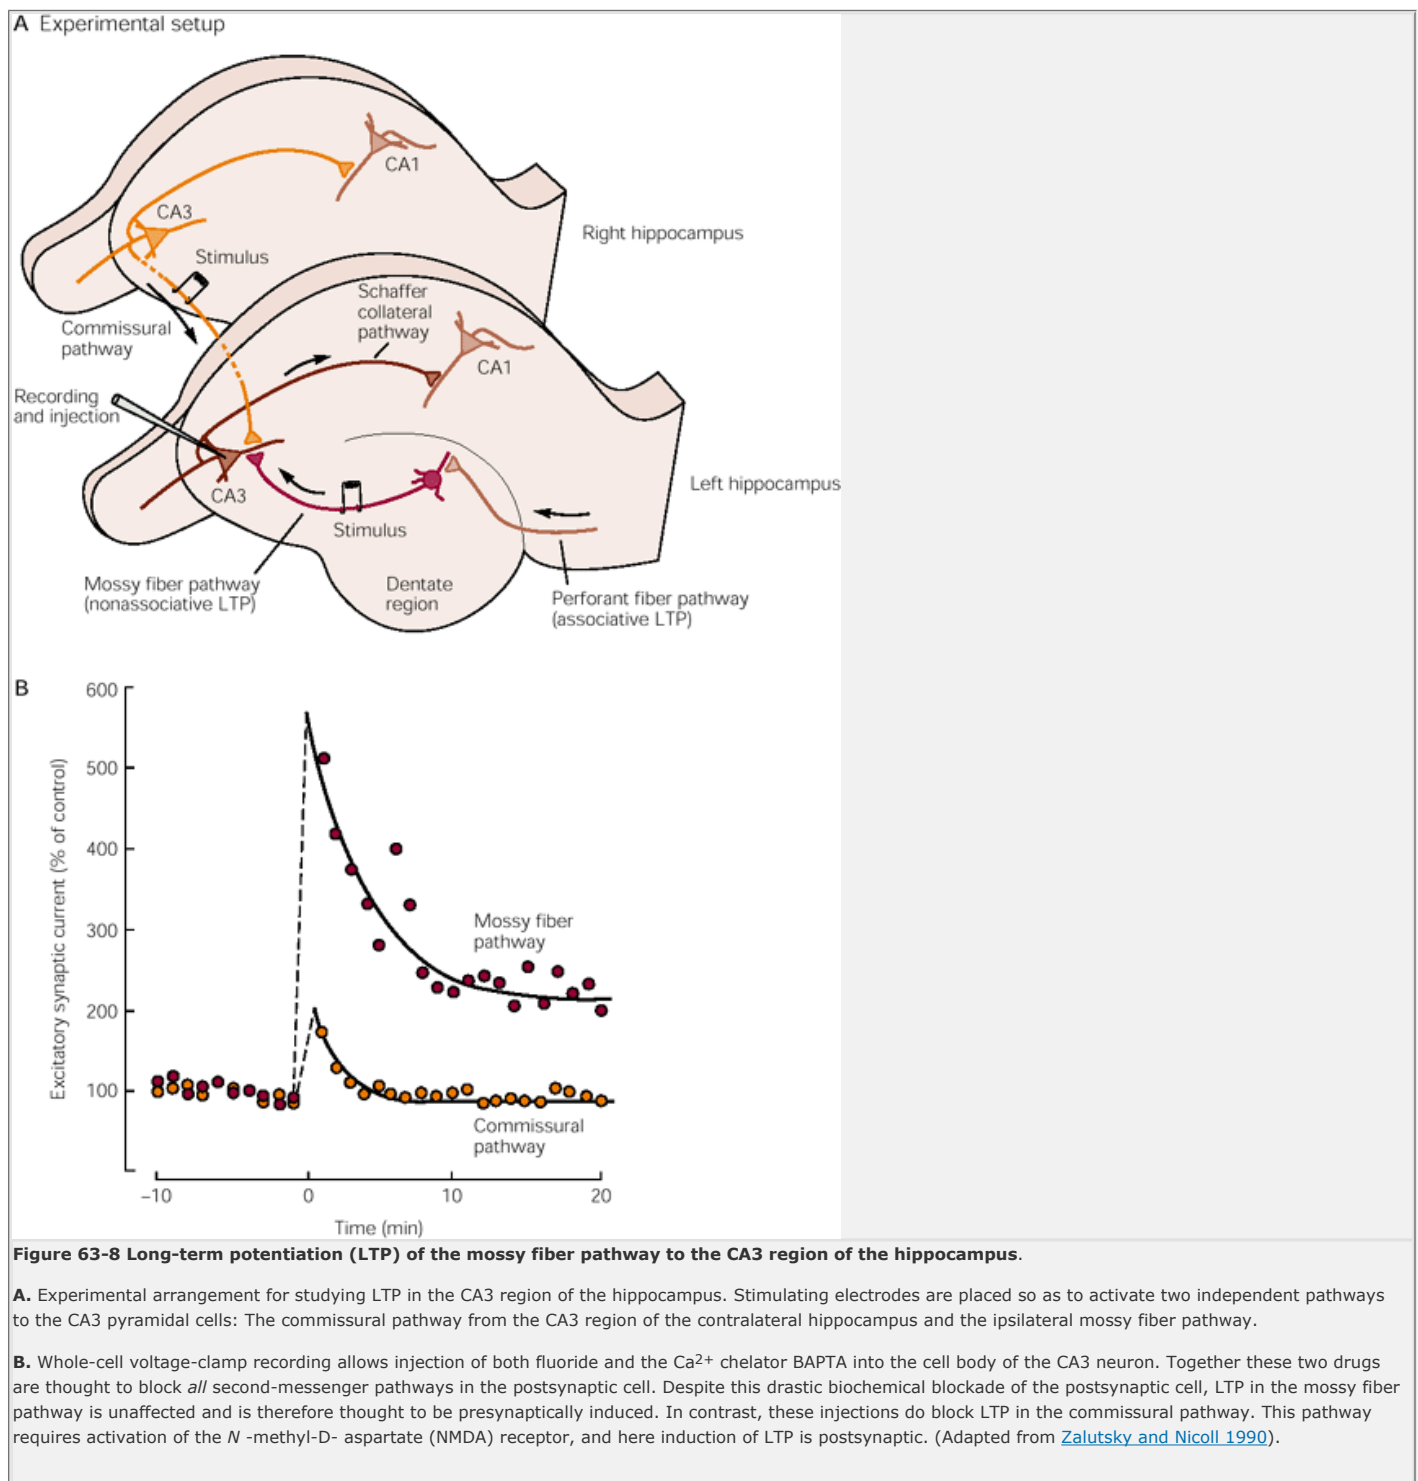 A Experimental setup
CA1
CA3
Right hippocampus
Stimulus
Schaffer
collateral
pathway
Commissural
pathway
CA1
Recording
and injection
Left hippocampus
CA3
Stimulus
Mossy fiber pathway
(nonassociative LTP)
Dentate
region
Perforant fiber pathway
(associative LTP)
B
600
500
400
300
200
100
Excitatory synaptic current (% of control)
Mossy fiber
pathway
Commissural
pathway
–10
0
10
20
Time (min)
Figure 63-8 Long-term potentiation (LTP) of the mossy fiber pathway to the CA3 region of the hippocampus.
A. Experimental arrangement for studying LTP in the CA3 region of the hippocampus. Stimulating electrodes are placed so as to activate two independent pathways
to the CA3 pyramidal cells: The commissural pathway from the CA3 region of the contralateral hippocampus and the ipsilateral mossy fiber pathway.
B. Whole-cell voltage-clamp recording allows injection of both fluoride and the Ca2+ chelator BAPTA into the cell body of the CA3 neuron. Together these two drugs
are thought to block all second-messenger pathways in the postsynaptic cell. Despite this drastic biochemical blockade of the postsynaptic cell, LTP in the mossy fiber
pathway is unaffected and is therefore thought to be presynaptically induced. In contrast, these injections do block LTP in the commissural pathway. This pathway
requires activation of the N -methyl-D- aspartate (NMDA) receptor, and here induction of LTP is postsynaptic. (Adapted from Zalutsky and Nicoll 1990).